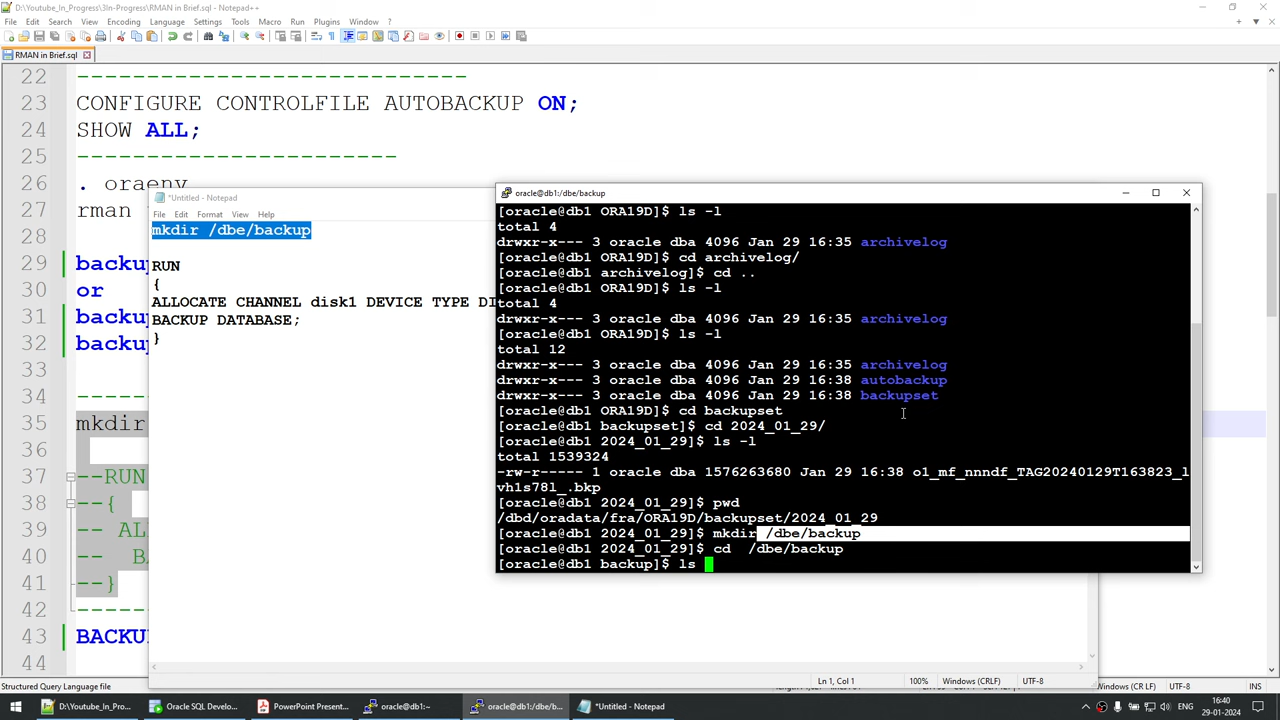 D:\Youtube_In_Progress\3In-Progress\RMAN in Brief.sql - Notepad++
File Edit Search View Encoding Language Settings Tools Macro Run Plugins Window ?
RMAN in Brief.sql
22 ----------------------------
23 CONFIGURE CONTROLFILE AUTOBACKUP ON;
24 SHOW ALL;
25 -----------------------
26 . oraenv
27 rman
28
29 backup
30 or
31 backup
32 backup
35 mkdir
36
37 --RUN
38 --{
39 -- AL
40 -- B
41 --}
42
43 BACKU
44
*Untitled - Notepad
File Edit Format View Help
mkdir /dbe/backup
RUN
{
ALLOCATE CHANNEL disk1 DEVICE TYPE DI
BACKUP DATABASE;
}
Ln 1, Col 1 100% Windows (CRLF) UTF-8
oracle@db1:/dbe/backup
[oracle@db1 ORA19D]$ ls -l
total 4
drwxr-x--- 3 oracle dba 4096 Jan 29 16:35 archivelog
[oracle@db1 ORA19D]$ cd archivelog/
[oracle@db1 archivelog]$ cd ..
[oracle@db1 ORA19D]$ ls -l
total 4
drwxr-x--- 3 oracle dba 4096 Jan 29 16:35 archivelog
[oracle@db1 ORA19D]$ ls -l
total 12
drwxr-x--- 3 oracle dba 4096 Jan 29 16:35 archivelog
drwxr-x--- 3 oracle dba 4096 Jan 29 16:38 autobackup
drwxr-x--- 3 oracle dba 4096 Jan 29 16:38 backupset
[oracle@db1 ORA19D]$ cd backupset
[oracle@db1 backupset]$ cd 2024_01_29/
[oracle@db1 2024_01_29]$ ls -l
total 1539324
-rw-r----- 1 oracle dba 1576263680 Jan 29 16:38 o1_mf_nnndf_TAG20240129T163823_l
vh1s78l_.bkp
[oracle@db1 2024_01_29]$ pwd
/dbd/oradata/fra/ORA19D/backupset/2024_01_29
[oracle@db1 2024_01_29]$ mkdir /dbe/backup
[oracle@db1 2024_01_29]$ cd  /dbe/backup
[oracle@db1 backup]$ ls
Structured Query Language file
Windows (CR LF) UTF-8 INS
D:\Youtube_In_Pro... Oracle SQL Develo... PowerPoint Present... oracle@db1:~ oracle@db1:/dbe/b... *Untitled - Notepad
ENG
16:40
29-01-2024